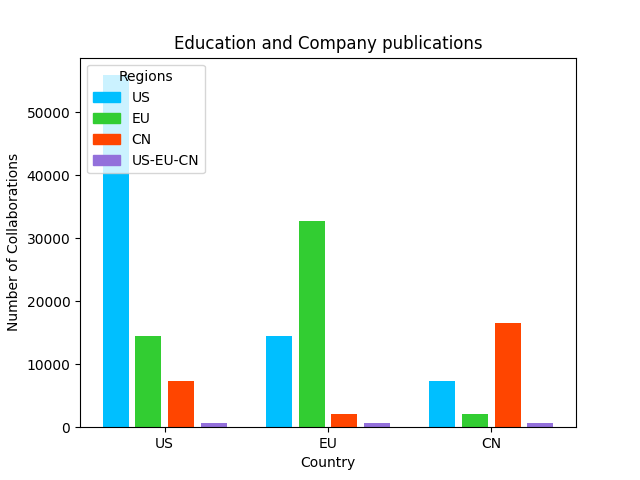 Education and Company publications
Regions
US
EU
CN
US-EU-CN
Number of Collaborations
50000
40000
30000
20000
10000
0
US EU CN
Country